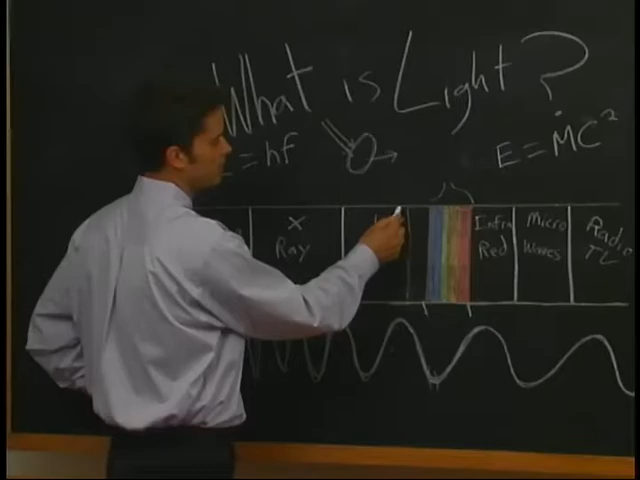 What is Light?
=hf
E=MC²
X Ray
Infra Red
Micro Waves
Radio TV